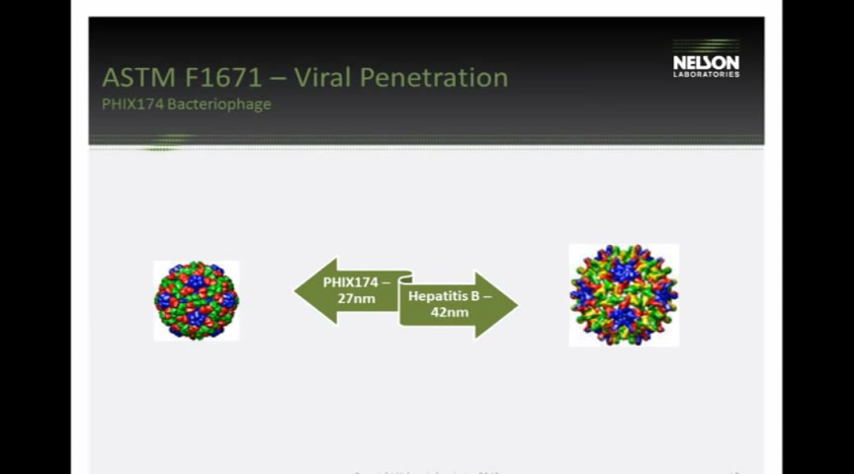 ASTM F1671 – Viral Penetration
PHIX174 Bacteriophage
NELSON
LABORATORIES
PHIX174 –
27nm
Hepatitis B –
42nm